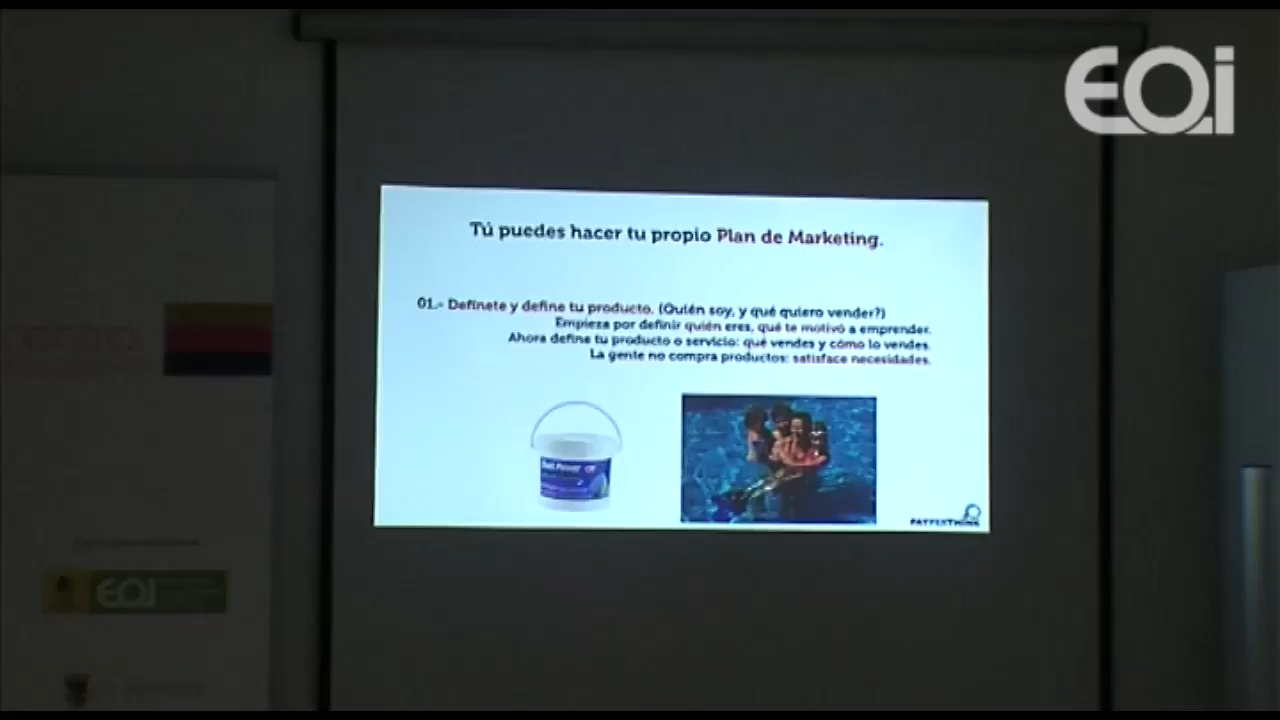 EOi
Tú puedes hacer tu propio Plan de Marketing.
01.- Defínete y define tu producto. (Quién soy, y qué quiero vender?)
Empieza por definir quién eres, qué te motivó a emprender.
Ahora define tu producto o servicio: qué vendes y cómo lo vendes.
La gente no compra productos: satisface necesidades.
EOi